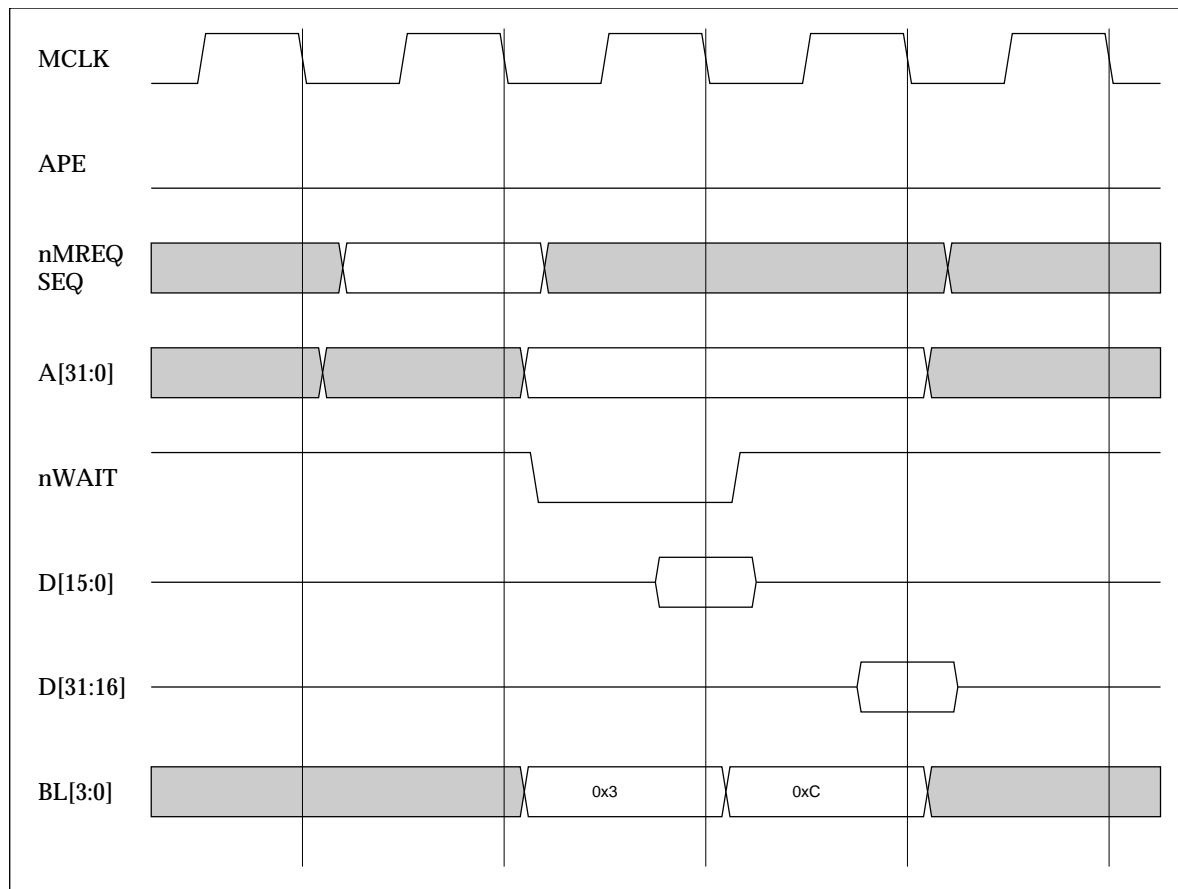 MCLK
APE
nMREQ
SEQ
A[31:0]
nWAIT
D[15:0]
D[31:16]
BL[3:0]
0x3
0xC